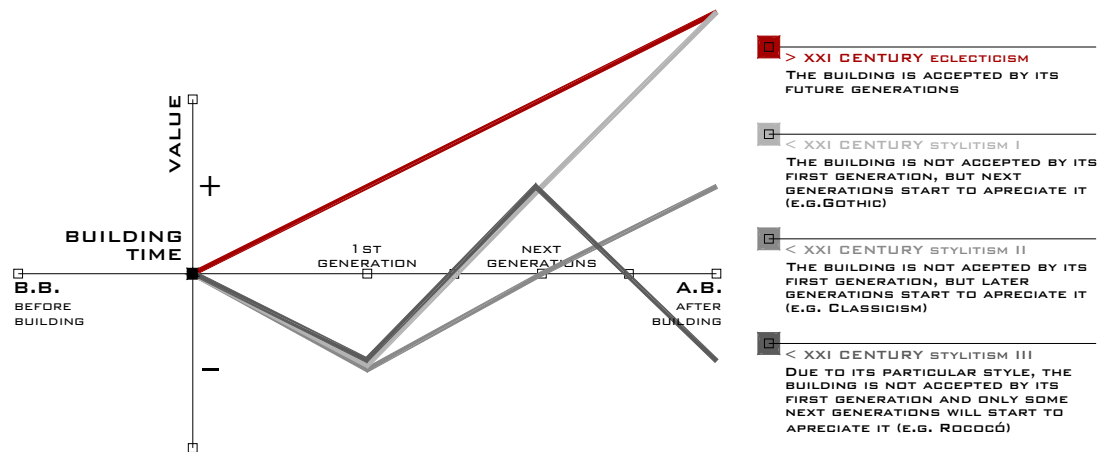 VALUE
+
BUILDING
TIME
1ST
GENERATION
NEXT
GENERATIONS
B.B.
BEFORE
BUILDING
A.B.
AFTER
BUILDING
–
> XXI CENTURY ECLECTICISM
THE BUILDING IS ACCEPTED BY ITS
FUTURE GENERATIONS
< XXI CENTURY STYLITISM I
THE BUILDING IS NOT ACCEPTED BY ITS
FIRST GENERATION, BUT NEXT
GENERATIONS START TO APRECIATE IT
(E.G.GOTHIC)
< XXI CENTURY STYLITISM II
THE BUILDING IS NOT ACEPTED BY ITS
FIRST GENERATION, BUT LATER
GENERATIONS START TO APRECIATE IT
(E.G. CLASSICISM)
< XXI CENTURY STYLITISM III
DUE TO ITS PARTICULAR STYLE, THE
BUILDING IS NOT ACCEPTED BY ITS
FIRST GENERATION AND ONLY SOME
NEXT GENERATIONS WILL START TO
APRECIATE IT (E.G. ROCOCÓ)